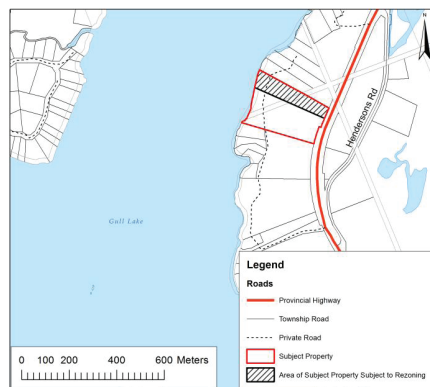 N
Hendersons Rd
Gull Lake
Legend
Roads
Provincial Highway
Township Road
Private Road
Subject Property
Area of Subject Property Subject to Rezoning
0 100 200 400 600 Meters